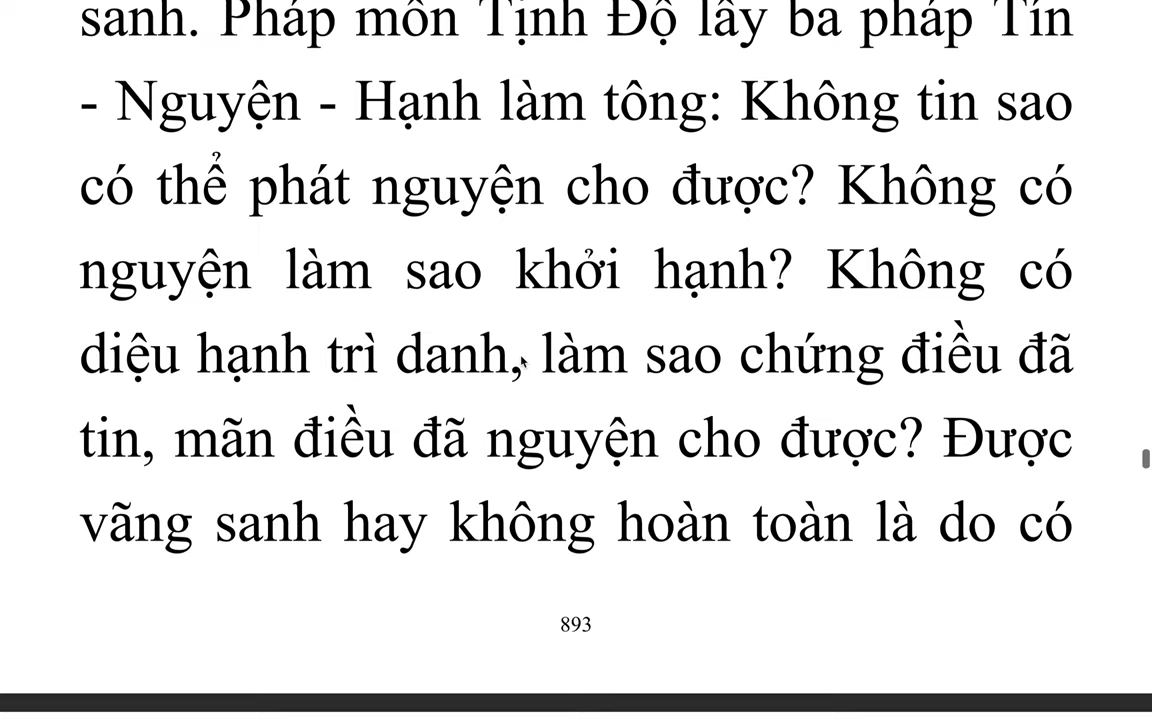 sanh. Pháp môn Tịnh Độ lấy ba pháp Tín
- Nguyện - Hạnh làm tông: Không tin sao
có thể phát nguyện cho được? Không có
nguyện làm sao khởi hạnh? Không có
diệu hạnh trì danh, làm sao chứng điều đã
tin, mãn điều đã nguyện cho được? Được
vãng sanh hay không hoàn toàn là do có
893